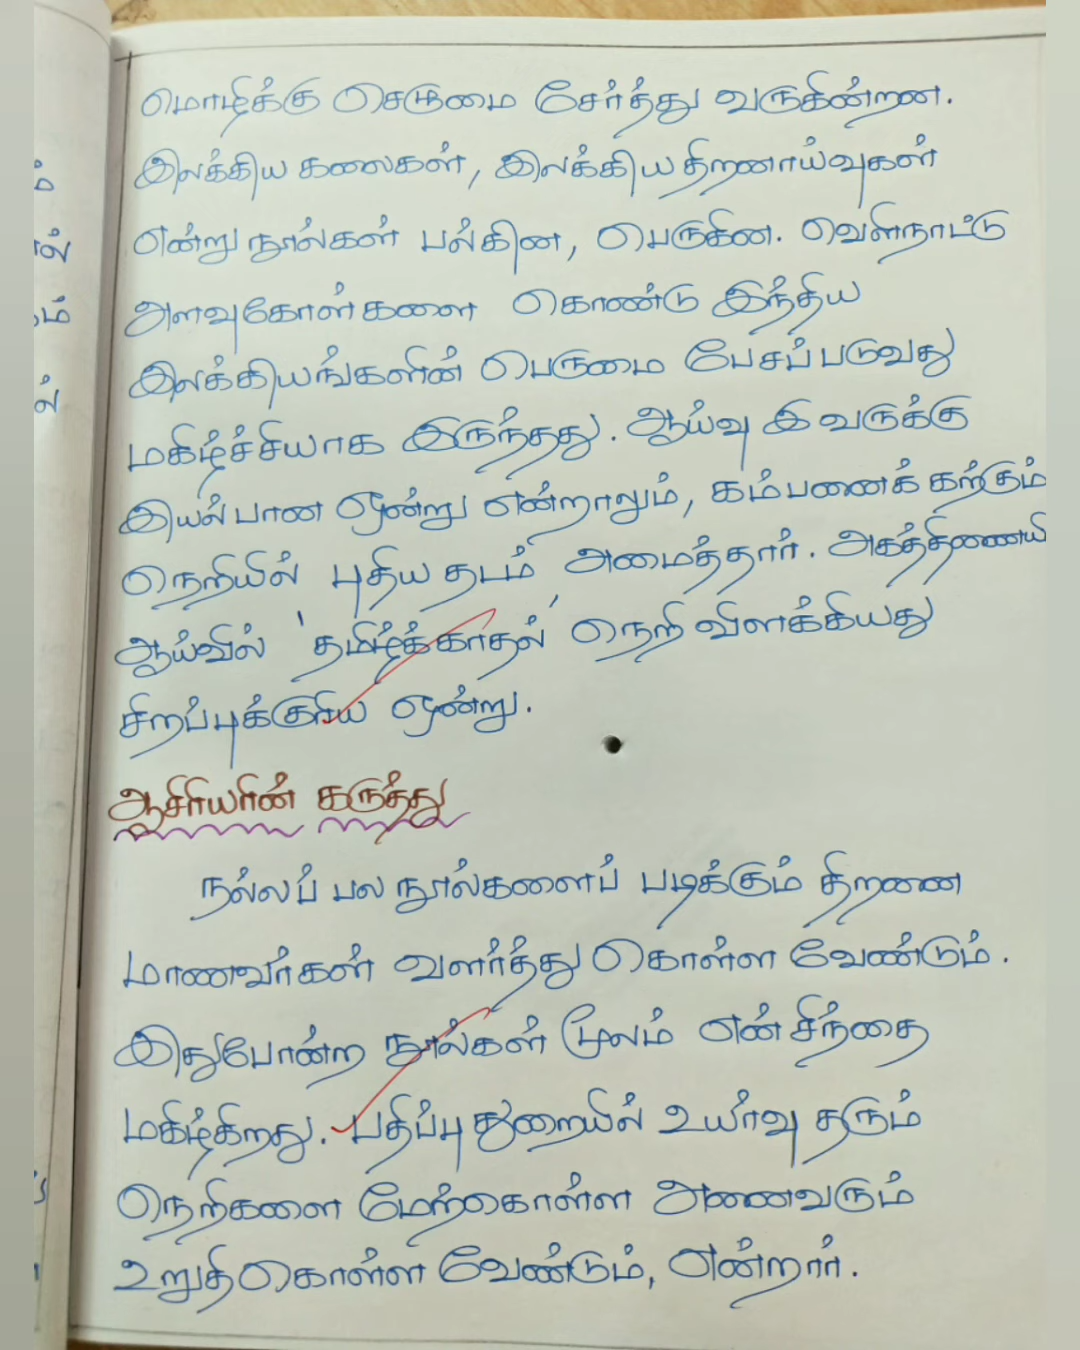 மொழிக்கு செருமை சேர்த்து வருகின்றன.
இலக்கிய கலைகள், இலக்கிய திறனாய்வுகள்
என்று நூல்கள் பல்கின, பெருகின. வெளிநாட்டு
அளவுகோள்களை கொண்டு இந்திய
இலக்கியங்களின் பெருமை பேசப்படுவது
மகிழ்ச்சியாக இருந்தது. ஆய்வு இவருக்கு
இயல்பான ஒன்று என்றாலும், கம்பனைக் கற்கும்
நெறியில் புதிய தடம் அமைத்தார். அகத்திணையி
ஆய்வில் 'தமிழ்க்காதல்' நெறி விளக்கியது
சிறப்புக்குரிய ஒன்று.
ஆசிரியரின் கருத்து
நல்லப் பல நூல்களைப் படிக்கும் திறணை
மாணவர்கள் வளர்த்து கொள்ள வேண்டும்.
இதுபோன்ற நூல்கள் மூலம் என் சிந்தை
மகிழ்கிறது. பதிப்பு துறையில் உயர்வு தரும்
நெறிகளை மேற்கொள்ள அணைவரும்
உறுதி கொள்ள வேண்டும், என்றார்.